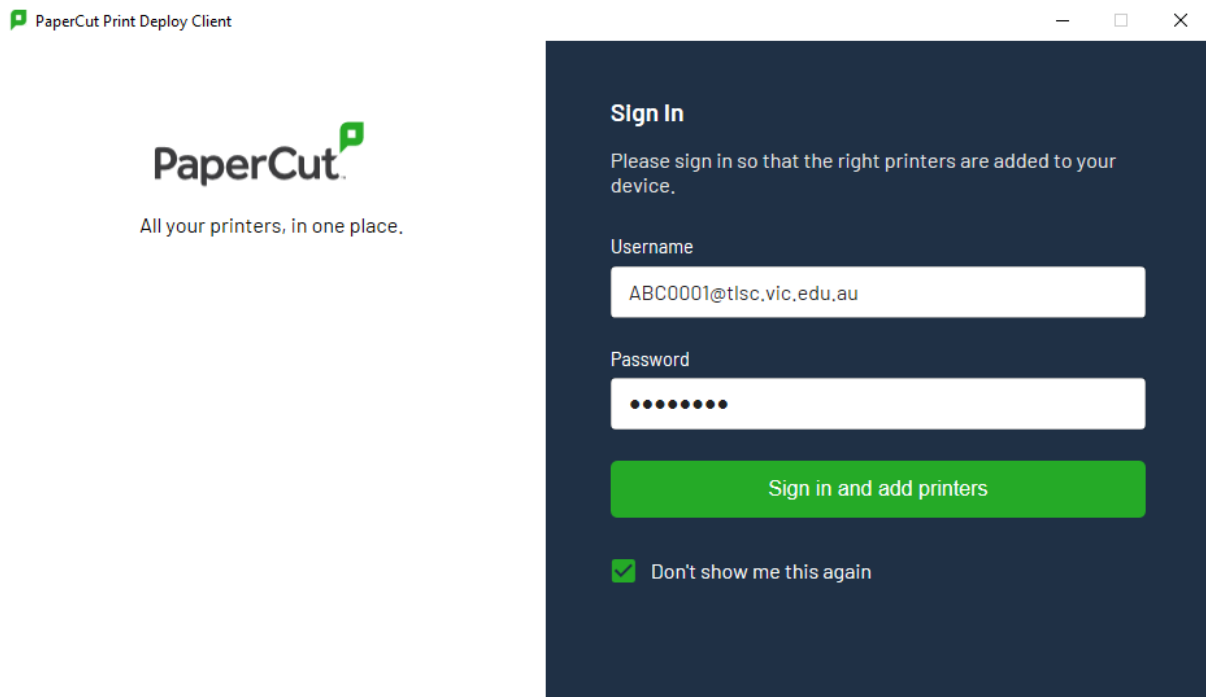 PaperCut Print Deploy Client
PaperCut™
All your printers, in one place.
Sign In
Please sign in so that the right printers are added to your
device.
Username
ABC0001@tlsc.vic.edu.au
Password
••••••••
Sign in and add printers
Don't show me this again